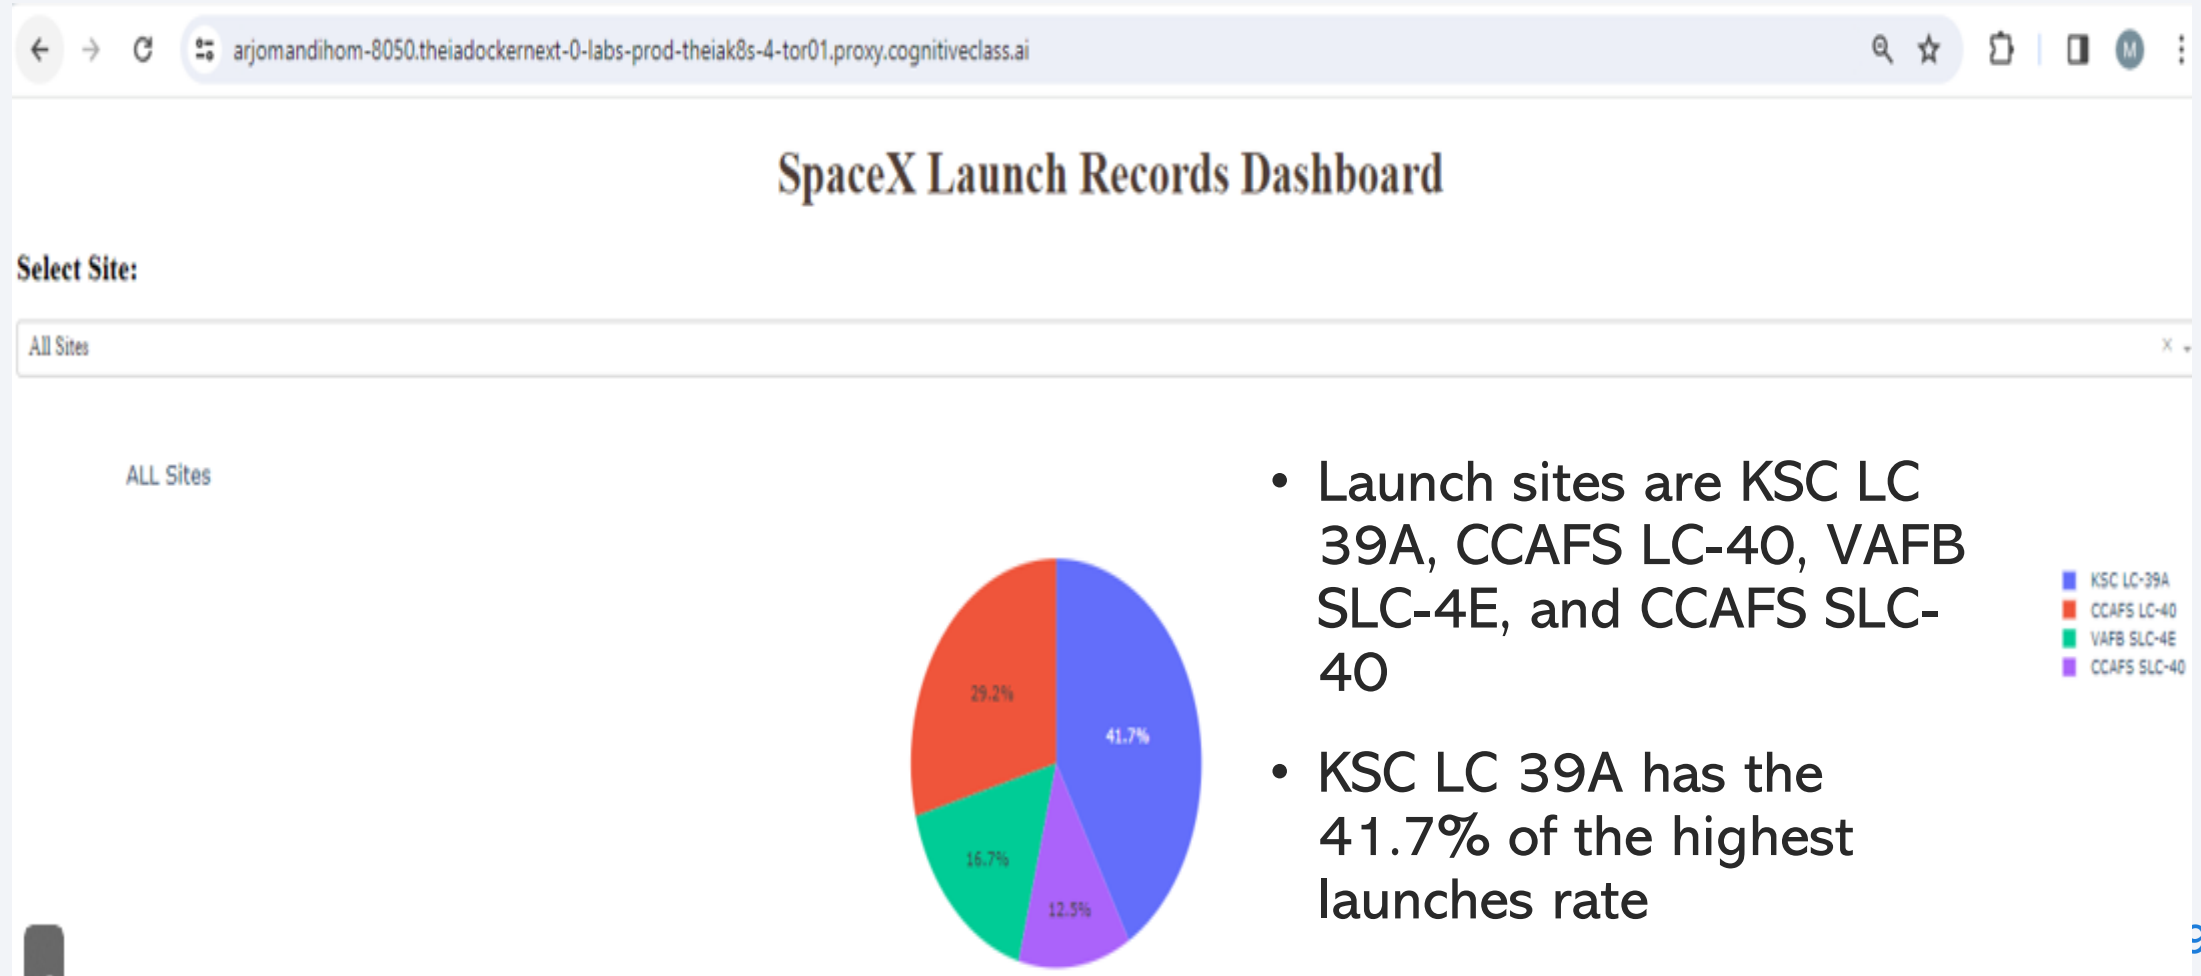 arjomandihom-8050.theiadockernext-0-labs-prod-theiak8s-4-tor01.proxy.cognitiveclass.ai
M
SpaceX Launch Records Dashboard
Select Site:
All Sites
ALL Sites
29.2%
41.7%
16.7%
12.5%
• Launch sites are KSC LC
39A, CCAFS LC-40, VAFB
SLC-4E, and CCAFS SLC-
40
• KSC LC 39A has the
41.7% of the highest
launches rate
KSC LC-39A
CCAFS LC-40
VAFB SLC-4E
CCAFS SLC-40